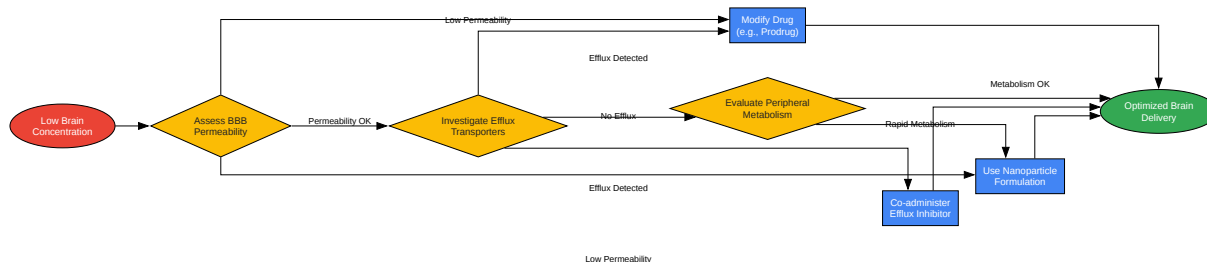 Low Permeability
Modify Drug
(e.g., Prodrug)
Efflux Detected
Metabolism OK
Low Brain
Concentration
Assess BBB
Permeability
Permeability OK
Investigate Efflux
Transporters
No Efflux
Evaluate Peripheral
Metabolism
Rapid Metabolism
Optimized Brain
Delivery
Use Nanoparticle
Formulation
Efflux Detected
Co-administer
Efflux Inhibitor
Low Permeability